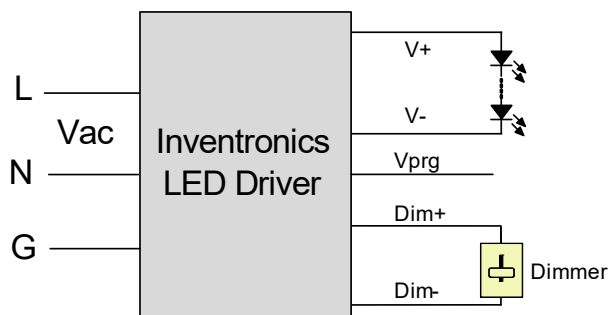 L
Vac
N
G
Inventronics
LED Driver
V+
V-
Vprg
Dim+
Dim-
Dimmer